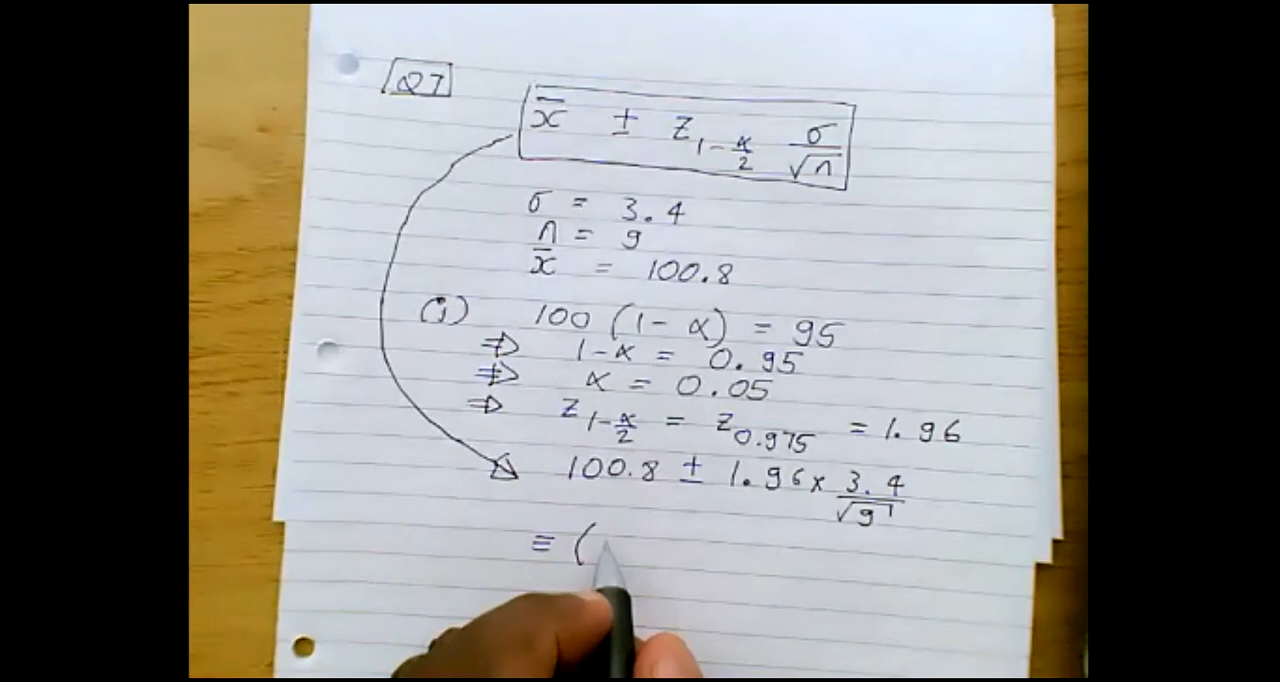 Q7
x̄ ± z_{1-α/2} σ/√n
σ = 3.4
n = 9
x̄ = 100.8
(i) 100 (1 - α) = 95
⇒ 1-α = 0.95
⇒ α = 0.05
⇒ z_{1-α/2} = z_{0.975} = 1.96
100.8 ± 1.96 × 3.4/√9
≡ (